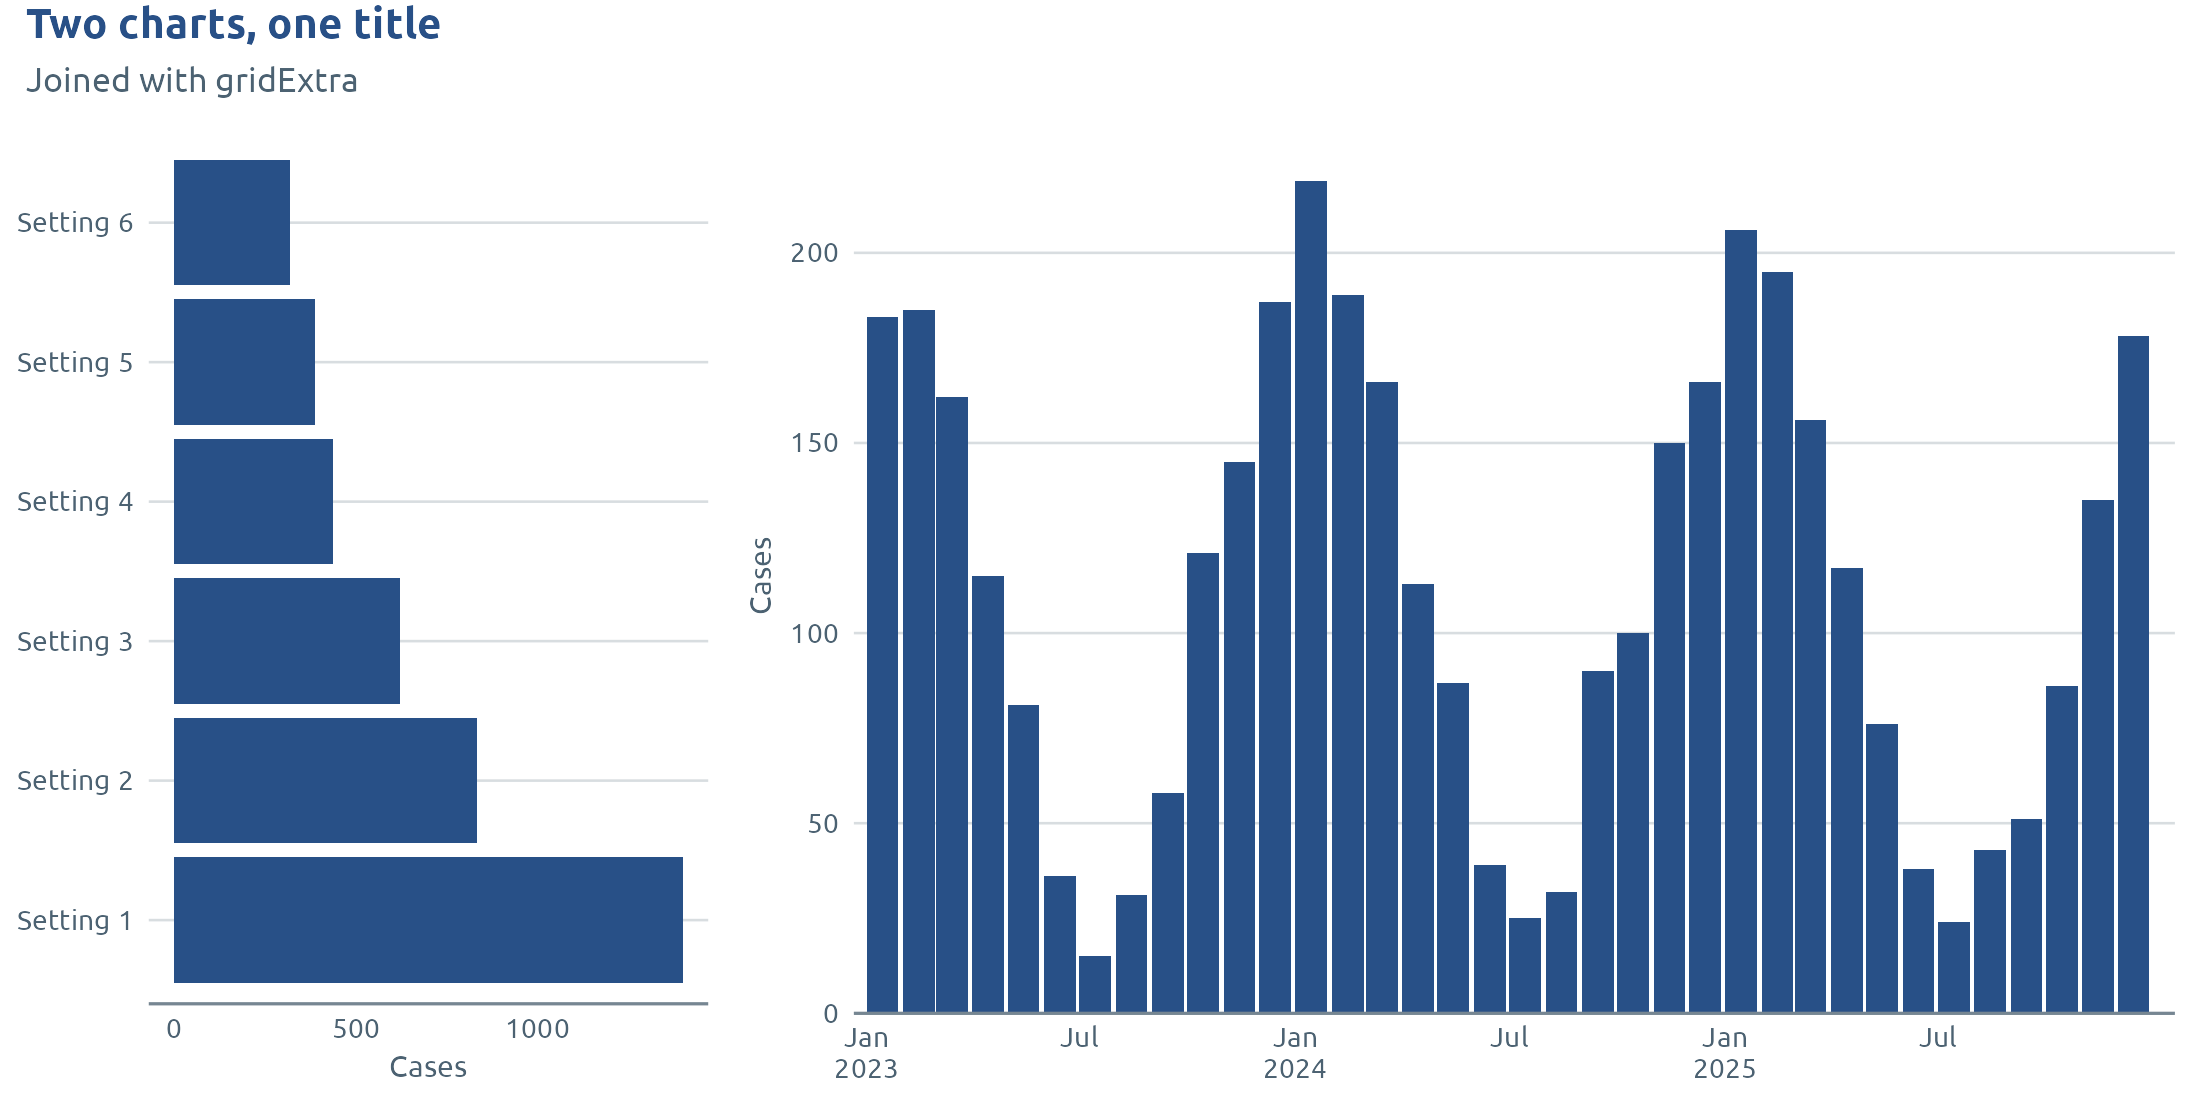 Two charts, one title
Joined with gridExtra
Setting 6
Setting 5
Setting 4
Setting 3
Setting 2
Setting 1
0 500 1000
Cases
Cases
200
150
100
50
0
Jan Jul Jan Jul Jan Jul
2023 2024 2025